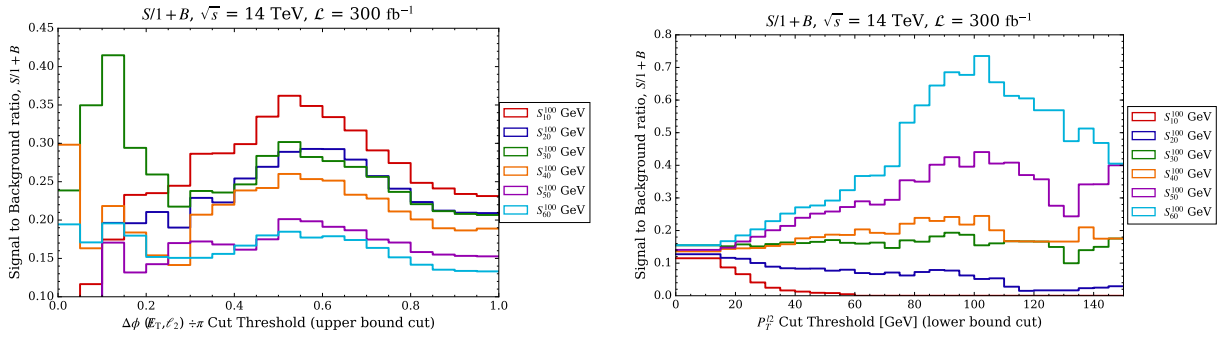 S/1 + B, √s = 14 TeV, ℒ = 300 fb⁻¹
Signal to Background ratio, S/1 + B
0.45
0.40
0.35
0.30
0.25
0.20
0.15
0.10
0.0
0.2
0.4
0.6
0.8
1.0
Δϕ (E̸_T, ℓ₂) ÷π Cut Threshold (upper bound cut)
S₁₀¹⁰⁰ GeV
S₂₀¹⁰⁰ GeV
S₃₀¹⁰⁰ GeV
S₄₀¹⁰⁰ GeV
S₅₀¹⁰⁰ GeV
S₆₀¹⁰⁰ GeV
S/1 + B, √s = 14 TeV, ℒ = 300 fb⁻¹
Signal to Background ratio, S/1 + B
0.8
0.7
0.6
0.5
0.4
0.3
0.2
0.1
0.0
0
20
40
60
80
100
120
140
P_T^{l2} Cut Threshold [GeV] (lower bound cut)
S₁₀¹⁰⁰ GeV
S₂₀¹⁰⁰ GeV
S₃₀¹⁰⁰ GeV
S₄₀¹⁰⁰ GeV
S₅₀¹⁰⁰ GeV
S₆₀¹⁰⁰ GeV